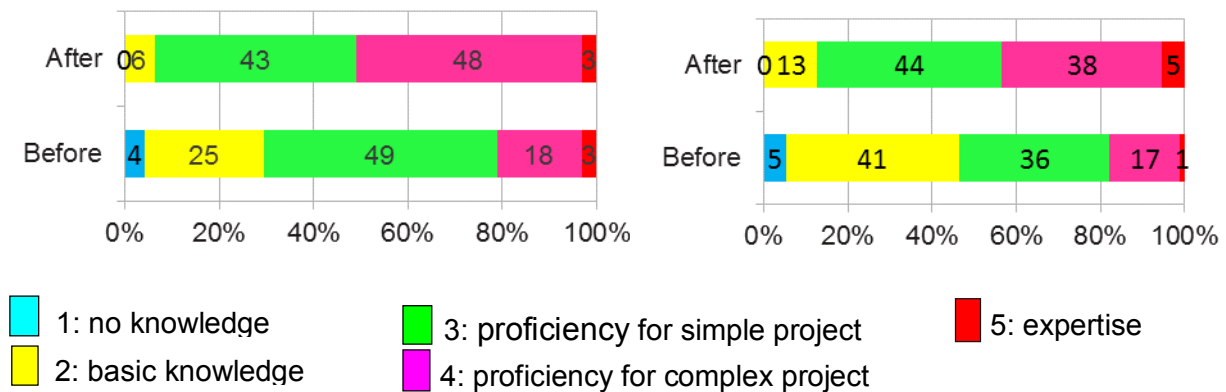 After 0 6 43 48 3
Before 4 25 49 18 3
0% 20% 40% 60% 80% 100%
After 0 13 44 38 5
Before 5 41 36 17 1
0% 20% 40% 60% 80% 100%
1: no knowledge
2: basic knowledge
3: proficiency for simple project
4: proficiency for complex project
5: expertise